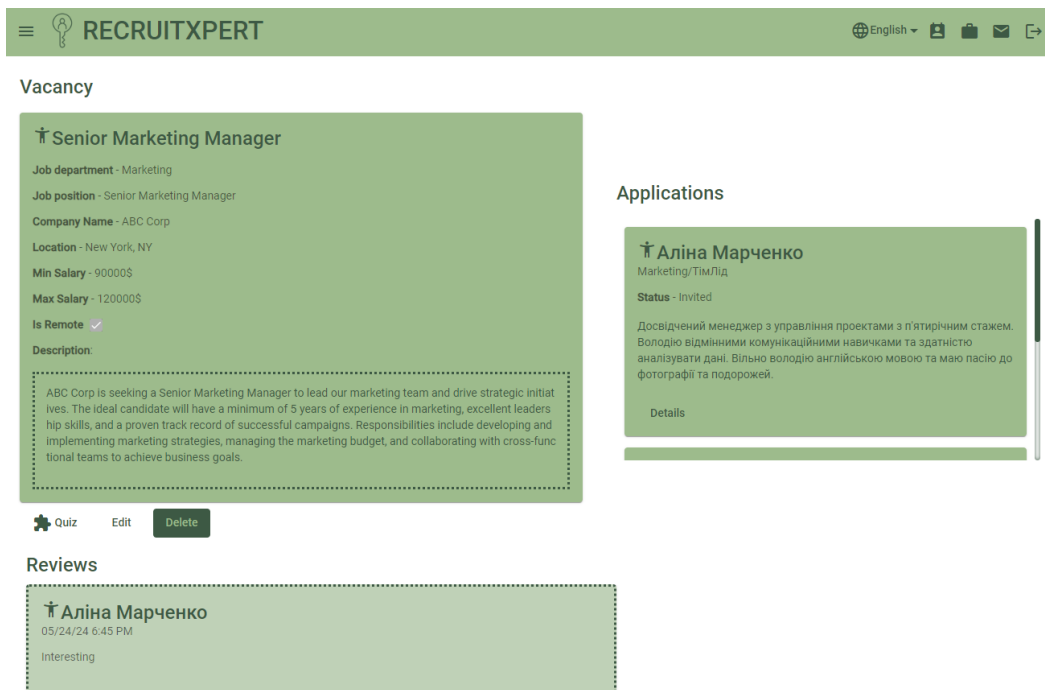 RECRUITXPERT
English
Vacancy
Senior Marketing Manager
Job department - Marketing
Job position - Senior Marketing Manager
Company Name - ABC Corp
Location - New York, NY
Min Salary - 90000$
Max Salary - 120000$
Is Remote
Description:
ABC Corp is seeking a Senior Marketing Manager to lead our marketing team and drive strategic initiat
ives. The ideal candidate will have a minimum of 5 years of experience in marketing, excellent leaders
hip skills, and a proven track record of successful campaigns. Responsibilities include developing and
implementing marketing strategies, managing the marketing budget, and collaborating with cross-func
tional teams to achieve business goals.
Quiz
Edit
Delete
Applications
Аліна Марченко
Marketing/ТімЛід
Status - Invited
Досвідчений менеджер з управління проектами з п'ятирічним стажем.
Володію відмінними комунікаційними навичками та здатністю
аналізувати дані. Вільно володію англійською мовою та маю пасію до
фотографії та подорожей.
Details
Reviews
Аліна Марченко
05/24/24 6:45 PM
Interesting